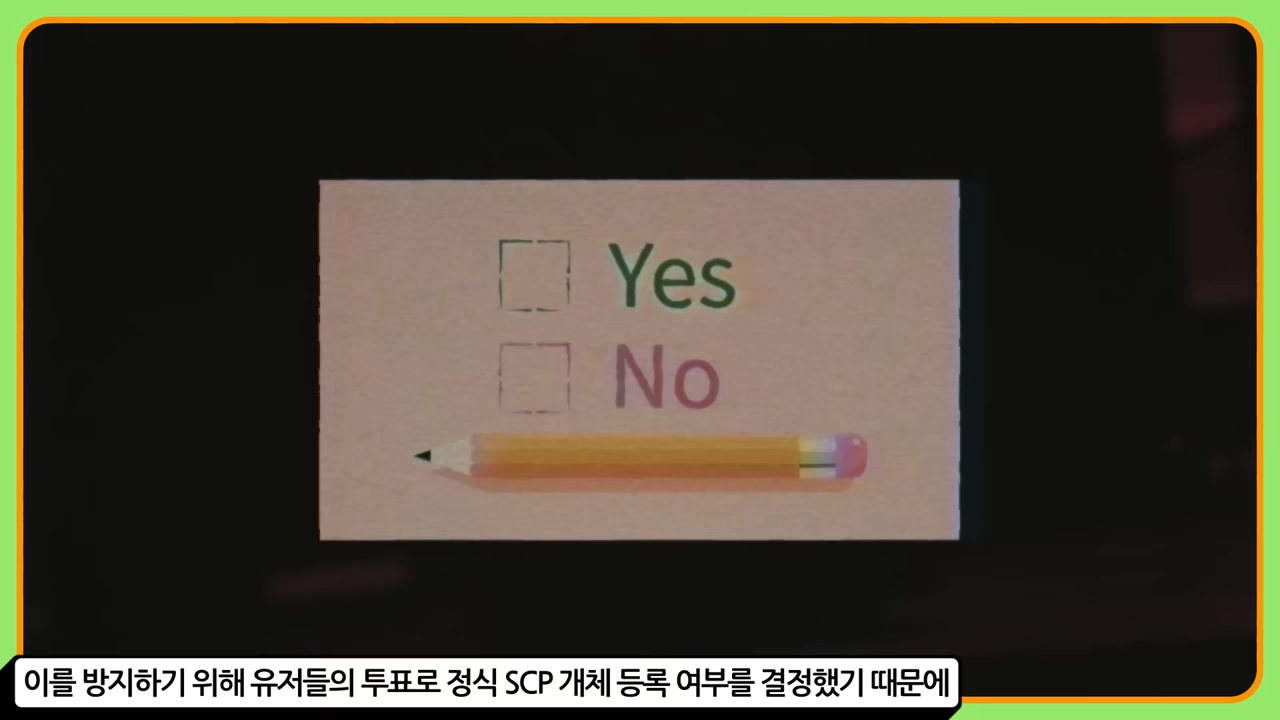 Yes
No
이를 방지하기 위해 유저들의 투표로 정식 SCP 개체 등록 여부를 결정했기 때문에